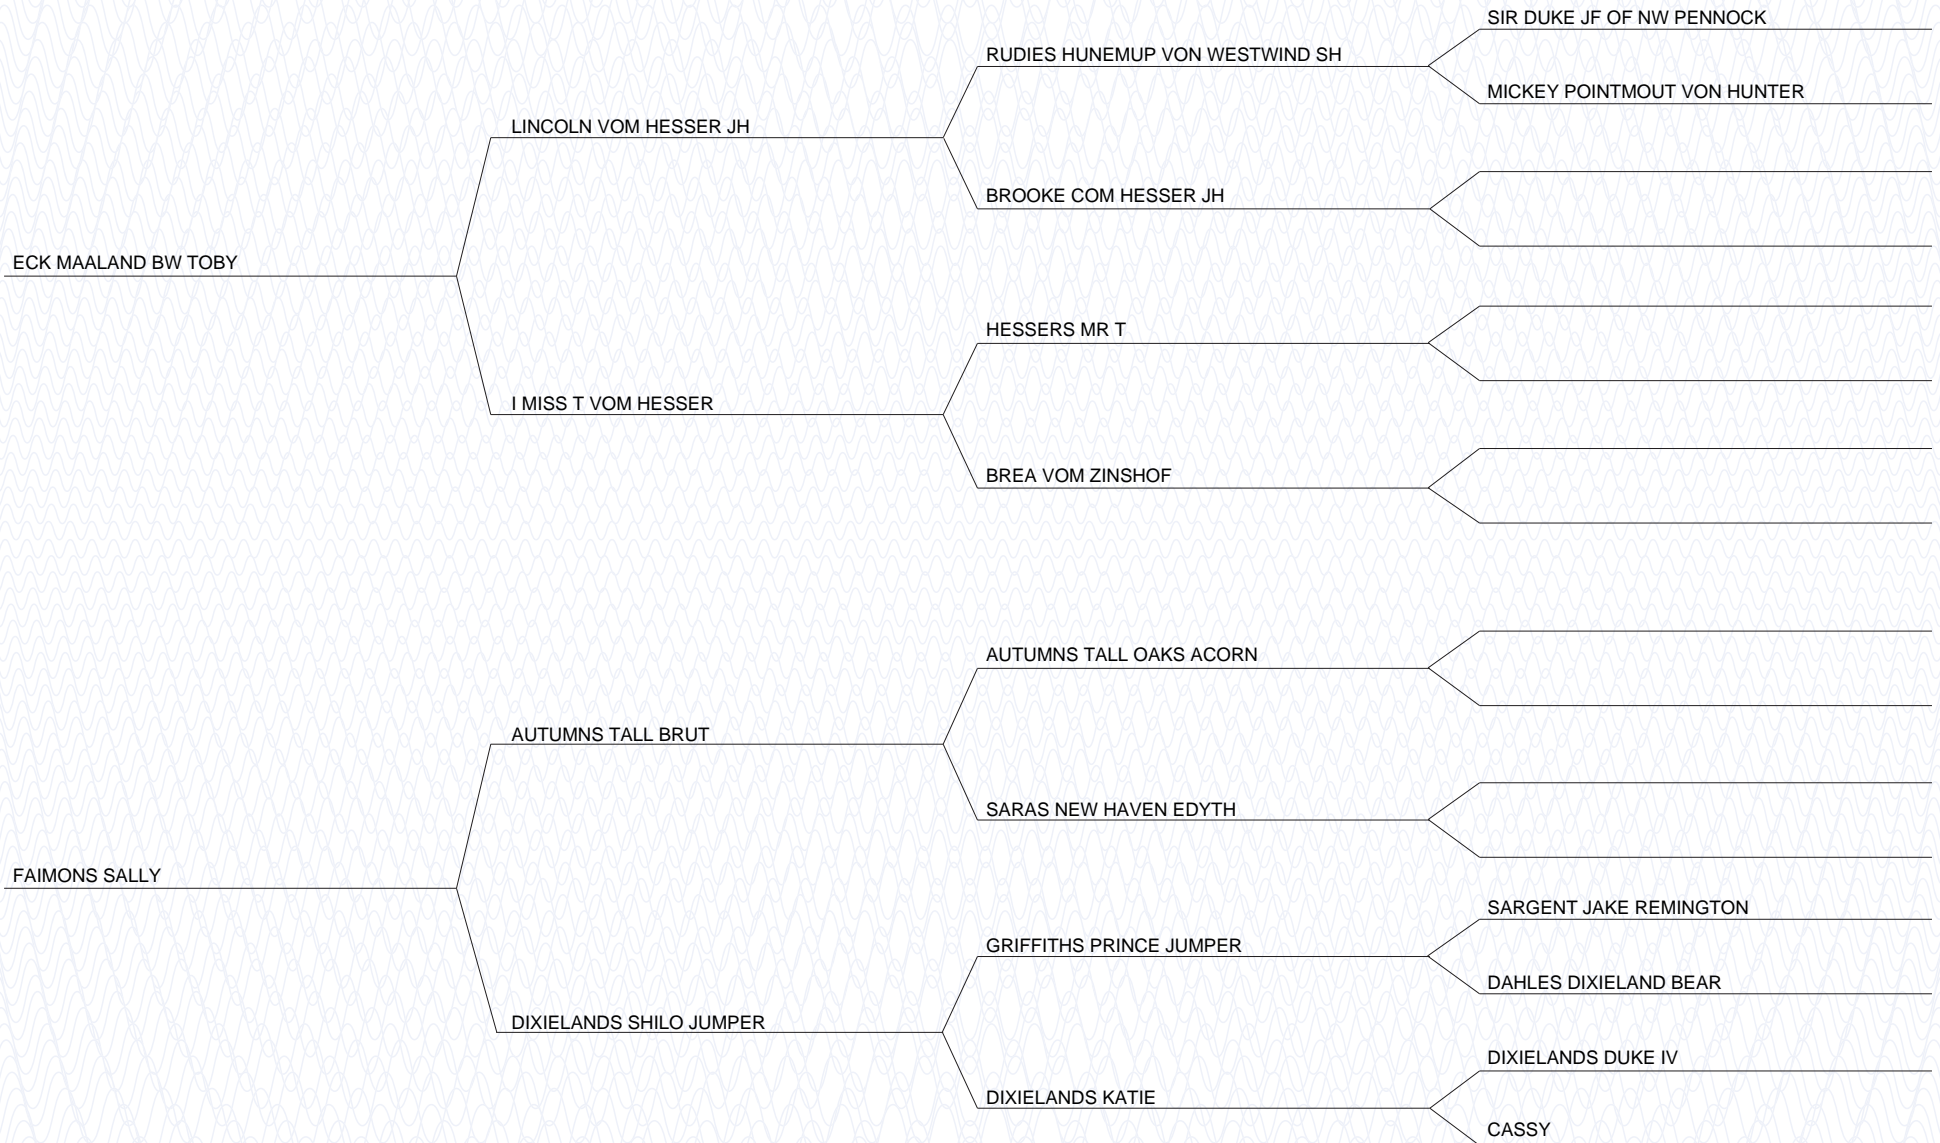 SIR DUKE JF OF NW PENNOCK
RUDIES HUNEMUP VON WESTWIND SH
MICKEY POINTMOUT VON HUNTER
LINCOLN VOM HESSER JH
BROOKE COM HESSER JH
ECK MAALAND BW TOBY
HESSERS MR T
I MISS T VOM HESSER
BREA VOM ZINSHOF
AUTUMNS TALL OAKS ACORN
AUTUMNS TALL BRUT
SARAS NEW HAVEN EDYTH
FAIMONS SALLY
SARGENT JAKE REMINGTON
GRIFFITHS PRINCE JUMPER
DAHLES DIXIELAND BEAR
DIXIELANDS SHILO JUMPER
DIXIELANDS DUKE IV
DIXIELANDS KATIE
CASSY